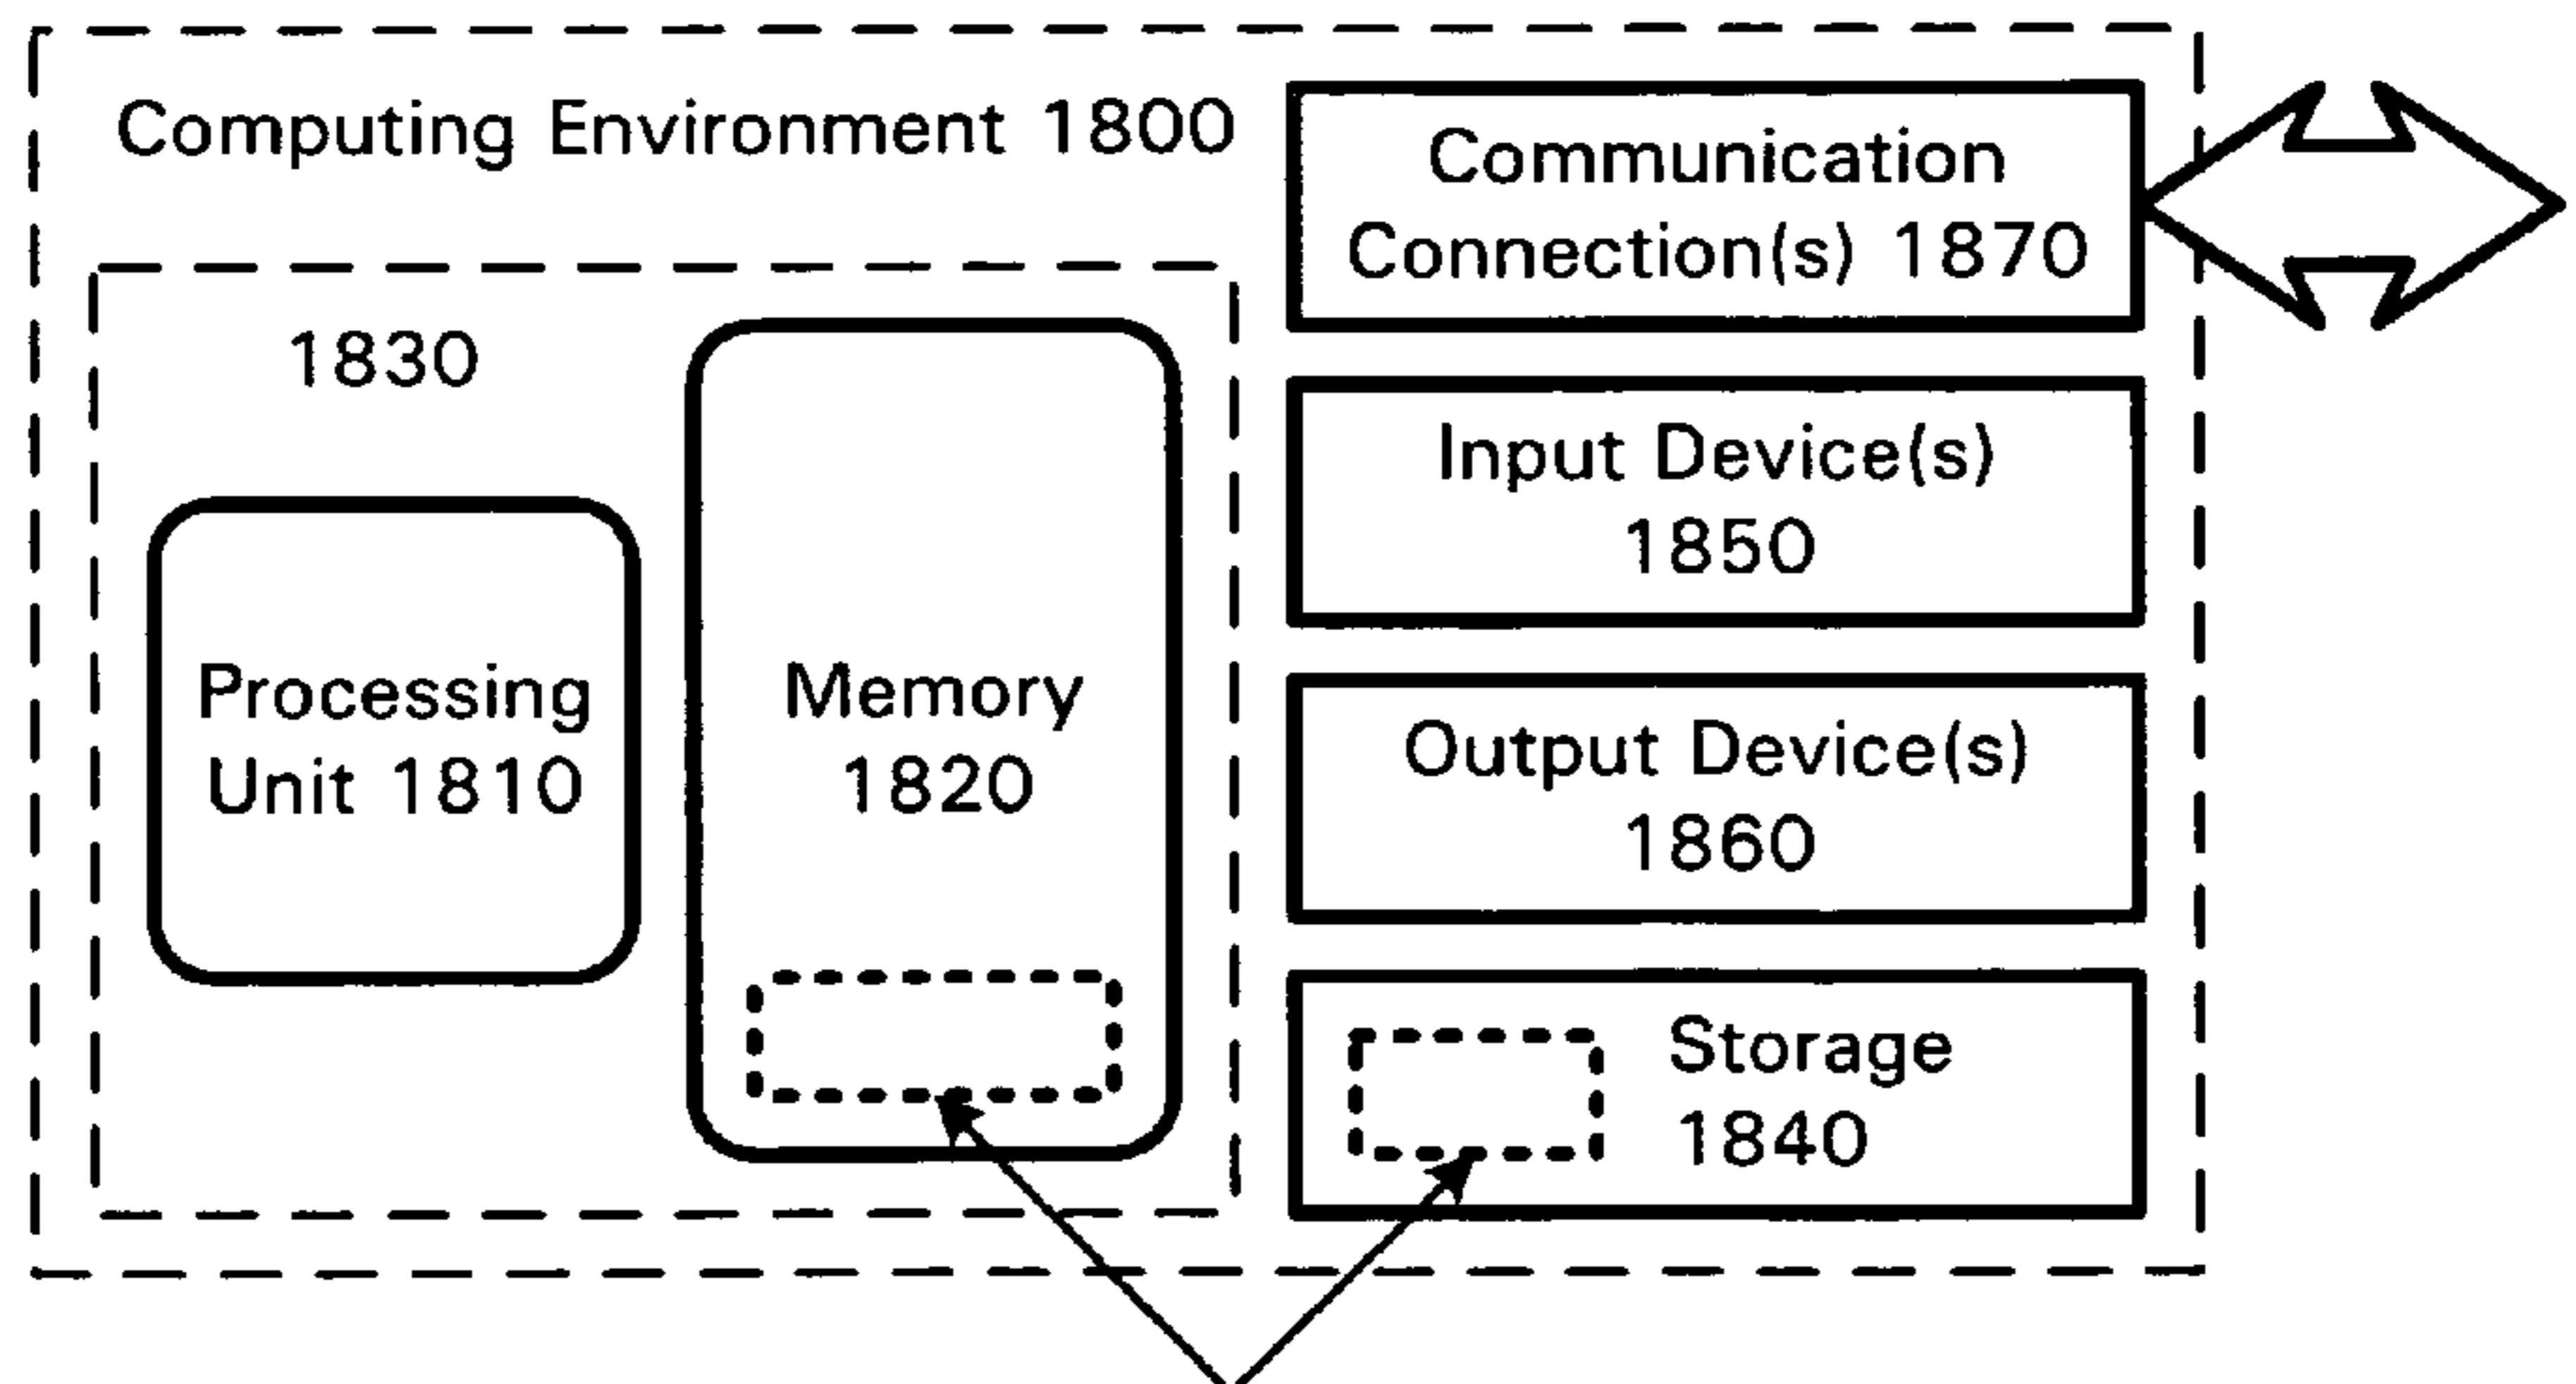 Computing Environment 1800
Communication
Connection(s) 1870
1830
Input Device(s)
1850
Processing
Unit 1810
Memory
1820
Output Device(s)
1860
Storage
1840